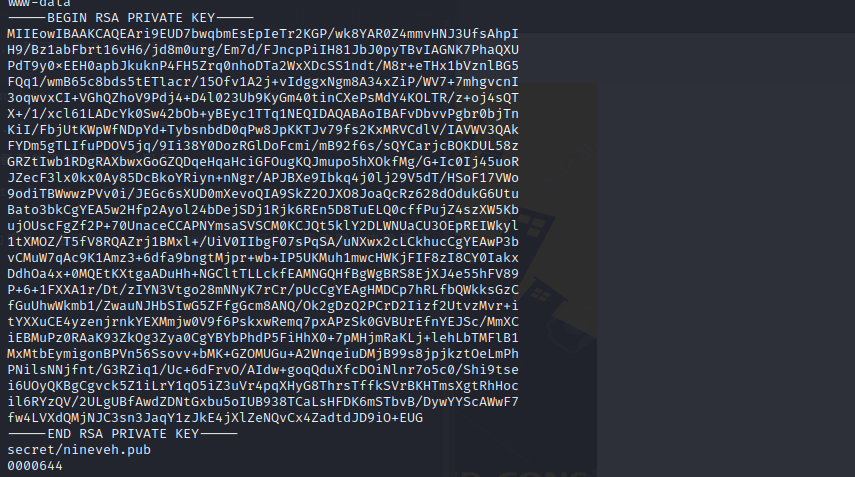 www-data
-----BEGIN RSA PRIVATE KEY-----
MIIEowIBAAKCAQEAri9EUD7bwqbmEsEpIeTr2KGP/wk8YAR0Z4mmvHNJ3UfsAhpI
H9/Bz1abFbrt16vH6/jd8m0urg/Em7d/FJncpPiIH81JbJ0pyTBvIAGNK7PhaQXU
PdT9y0xEEH0apbJkuknP4FH5Zrq0nhoDTa2WxXDcSS1ndt/M8r+eTHx1bVznlBG5
FQq1/wmB65c8bds5tETlacr/15Ofv1A2j+vIdggxNgm8A34xZiP/WV7+7mhgvcnI
3oqwvxCI+VGhQZhoV9Pdj4+D4l023Ub9KyGm40tinCXePsMdY4KOLTR/z+oj4sQT
X+/1/xcl61LADcYk0Sw42bOb+yBEyc1TTq1NEQIDAQABAoIBAFvDbvvPgbr0bjTn
KiI/FbjUtKWpWfNDpYd+TybsnbdD0qPw8JpKKTJv79fs2KxMRVCdlV/IAVWV3QAk
FYDm5gTLIfuPDOV5jq/9Ii38Y0DozRGlDoFcmi/mB92f6s/sQYCarjcBOKDUL58z
GRZtIwb1RDgRAXbwxGoGZQDqeHqaHciGFOugKQJmupo5hXOkfMg/G+Ic0Ij45uoR
JZecF3lx0kx0Ay85DcBkoYRiyn+nNgr/APJBXe9Ibkq4j0lj29V5dT/HSoF17VWo
9odiTBWwwzPVv0i/JEGc6sXUD0mXevoQIA9SkZ2OJXO8JoaQcRz628dOdukG6Utu
Bato3bkCgYEA5w2Hfp2Ayol24bDejSDj1Rjk6REn5D8TuELQ0cffPujZ4szXW5Kb
ujOUscFgZf2P+70UnaceCCAPNYmsaSVSCM0KCJQt5klY2DLWNUaCU3OEpREIWkyl
1tXMOZ/T5fV8RQAZrj1BMxl+/UiV0IIbgF07sPqSA/uNXwx2cLCkhucCgYEAwP3b
vCMuW7qAc9K1Amz3+6dfa9bngtMjpr+wb+IP5UKMuh1mwcHWKjFIF8zI8CY0Iakx
DdhOa4x+0MQEtKXtgaADuHh+NGCltTLLckfEAMNGQHfBgWgBRS8EjXJ4e55hFV89
P+6+1FXXA1r/Dt/zIYN3Vtgo28mNNyK7rCr/pUcCgYEAgHMDCp7hRLfbQWkksGzC
fGuUhwWkmb1/ZwauNJHbSIwG5ZFfgGcm8ANQ/Ok2gDzQ2PCrD2Iizf2UtvzMvr+i
tYXXuCE4yzenjrnkYEXMmjw0V9f6PskxwRemq7pxAPzSk0GVBUrEfnYEJSc/MmXC
iEBMuPz0RAaK93ZkOg3Zya0CgYBYbPhdP5FiHhX0+7pMHjmRaKLj+lehLbTMFlB1
MxMtbEymigonBPVn56Ssovv+bMK+GZOMUGu+A2WnqeiuDMjB99s8jpjkztOeLmPh
PNilsNNjfnt/G3RZiq1/Uc+6dFrvO/AIdw+goqQduXfcDOiNlnr7o5c0/Shi9tse
i6UOyQKBgCgvck5Z1iLrY1qO5iZ3uVr4pqXHyG8ThrsTffkSVrBKHTmsXgtRhHoc
il6RYzQV/2ULgUBfAwdZDNtGxbu5oIUB938TCaLsHFDK6mSTbvB/DywYYScAWwF7
fw4LVXdQMjNJC3sn3JaqY1zJkE4jXlZeNQvCx4ZadtdJD9iO+EUG
-----END RSA PRIVATE KEY-----
secret/nineveh.pub
0000644